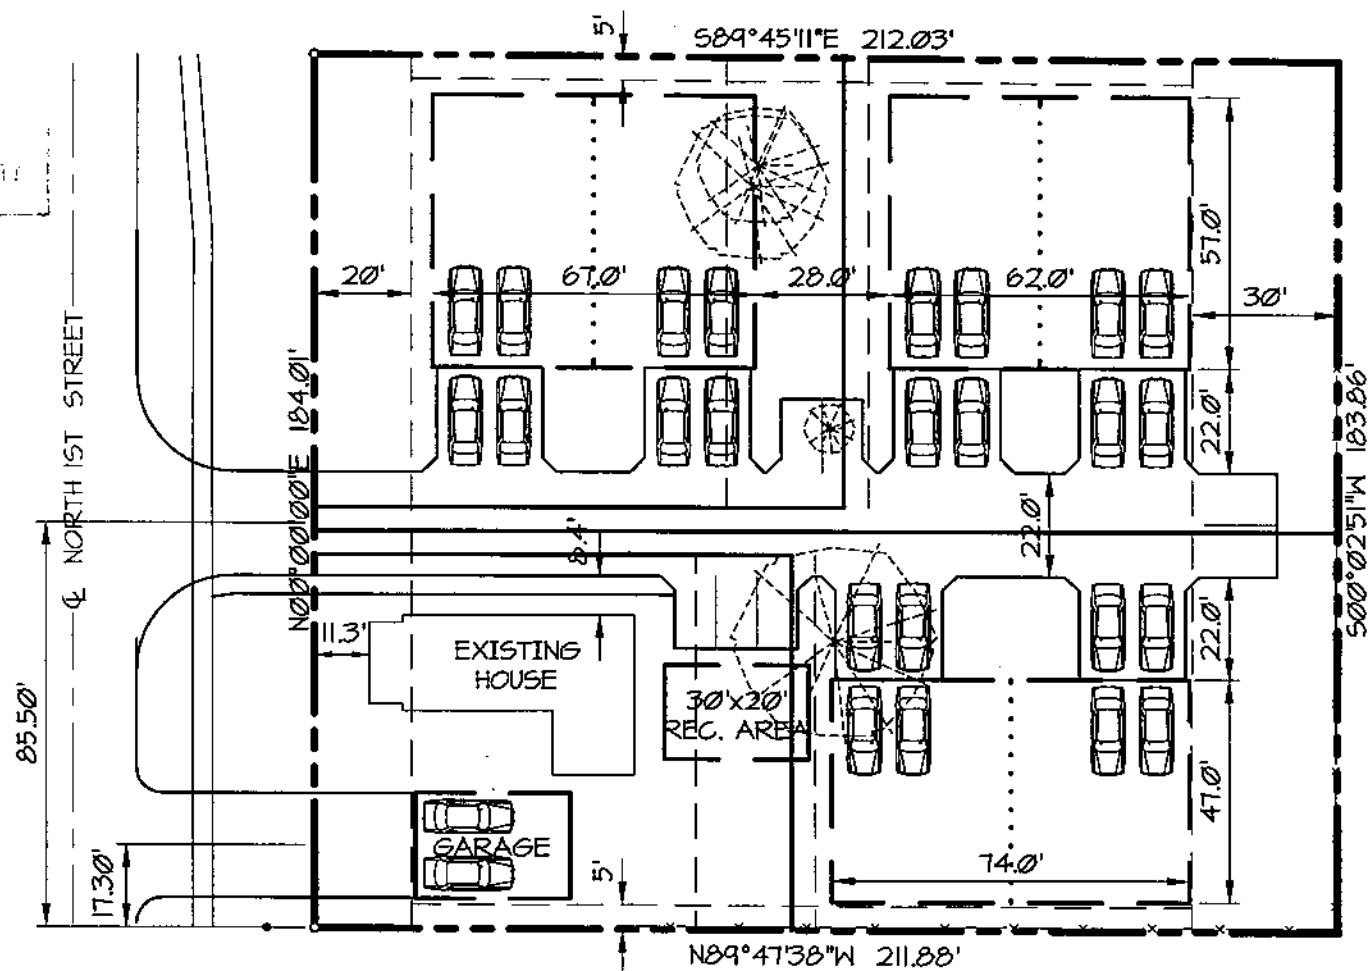 5'
S89°45'11"E 212.03'
20'
67.0'
28.0'
62.0'
57.0'
30'
℄ NORTH 1ST STREET
N00°00'00"E 184.01'
22.0'
S00°02'51"W 183.86'
8.4'
22.0'
11.3'
EXISTING
HOUSE
22.0'
30'x20'
REC. AREA
85.50'
47.0'
GARAGE
17.30'
5'
74.0'
N89°47'38"W 211.88'